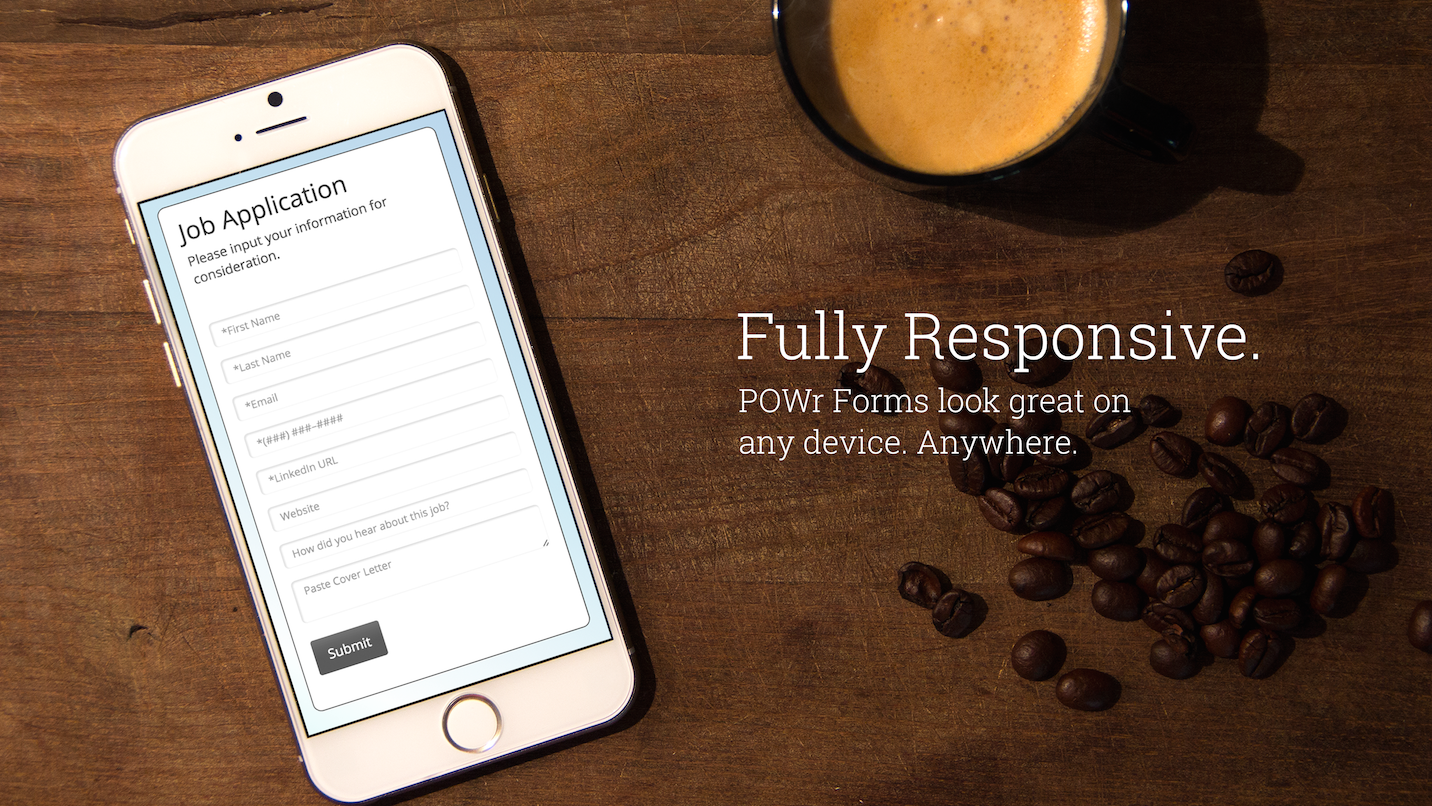 Job Application
Please input your information for
consideration.
*First Name
*Last Name
*Email
*(###) ###-####
*LinkedIn URL
Website
How did you hear about this job?
Paste Cover Letter
Submit
Fully Responsive.
POWr Forms look great on
any device. Anywhere.